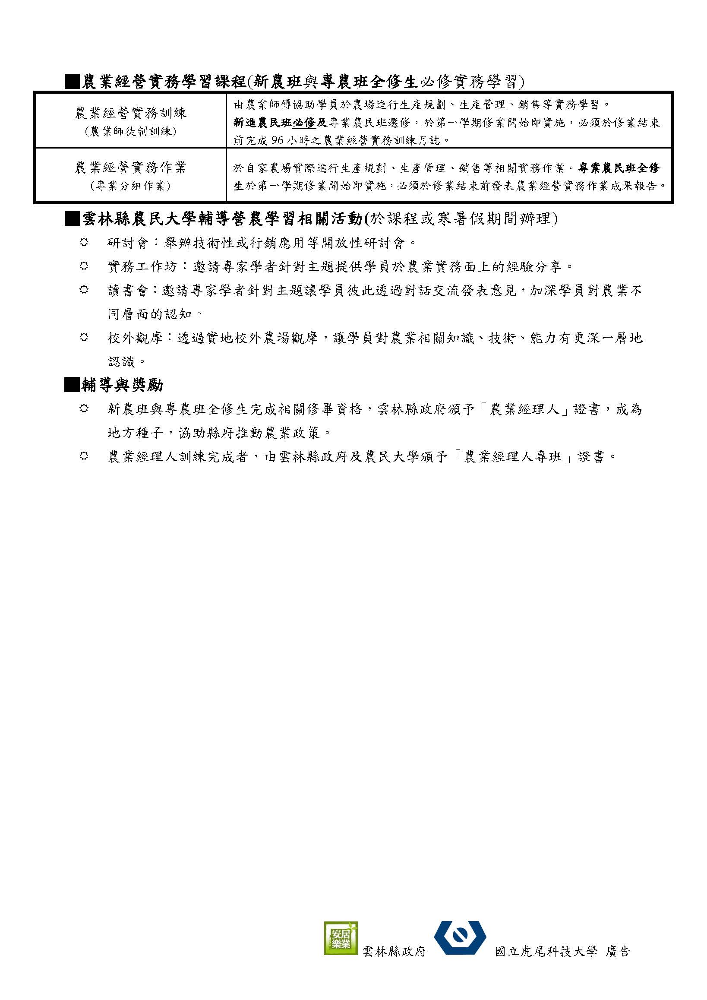 ■農業經營實務學習課程(新農班與專農班全修生必修實務學習)
農業經營實務訓練
(農業師徒制訓練)
由農業師傅協助學員於農場進行生產規劃、生產管理、銷售等實務學習。
新進農民班必修及專業農民班選修，於第一學期修業開始即實施，必須於修業結束
前完成 96 小時之農業經營實務訓練月誌。
農業經營實務作業
(專業分組作業)
於自家農場實際進行生產規劃、生產管理、銷售等相關實務作業。專業農民班全修
生於第一學期修業開始即實施，必須於修業結束前發表農業經營實務作業成果報告。
■雲林縣農民大學輔導營農學習相關活動(於課程或寒暑假期間辦理)
☼ 研討會：舉辦技術性或行銷應用等開放性研討會。
☼ 實務工作坊：邀請專家學者針對主題提供學員於農業實務面上的經驗分享。
☼ 讀書會：邀請專家學者針對主題讓學員彼此透過對話交流發表意見，加深學員對農業不
同層面的認知。
☼ 校外觀摩：透過實地校外農場觀摩，讓學員對農業相關知識、技術、能力有更深一層地
認識。
■輔導與獎勵
☼ 新農班與專農班全修生完成相關修畢資格，雲林縣政府頒予「農業經理人」證書，成為
地方種子，協助縣府推動農業政策。
☼ 農業經理人訓練完成者，由雲林縣政府及農民大學頒予「農業經理人專班」證書。
安居
樂業
雲林縣政府
國立虎尾科技大學 廣告